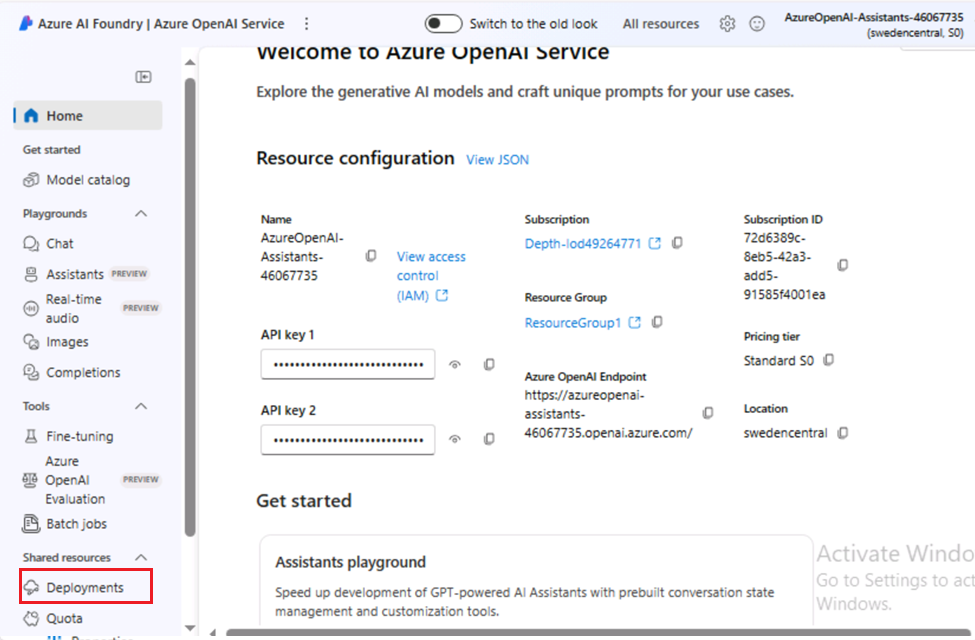 Azure AI Foundry | Azure OpenAI Service
Switch to the old look
All resources
AzureOpenAI-Assistants-46067735
(swedencentral, S0)
Home
Get started
Model catalog
Playgrounds
Chat
Assistants PREVIEW
Real-time
audio
PREVIEW
Images
Completions
Tools
Fine-tuning
Azure
OpenAI
Evaluation
PREVIEW
Batch jobs
Shared resources
Deployments
Quota
Welcome to Azure OpenAI Service
Explore the generative AI models and craft unique prompts for your use cases.
Resource configuration View JSON
Name
AzureOpenAI-
Assistants-
46067735
View access
control
(IAM)
API key 1
API key 2
Subscription
Depth-lod49264771
Resource Group
ResourceGroup1
Azure OpenAI Endpoint
https://azureopenai-
assistants-
46067735.openai.azure.com/
Subscription ID
72d6389c-
8eb5-42a3-
add5-
91585f4001ea
Pricing tier
Standard S0
Location
swedencentral
Get started
Assistants playground
Speed up development of GPT-powered AI Assistants with prebuilt conversation state
management and customization tools.
Activate Windo
Go to Settings to act
Windows.